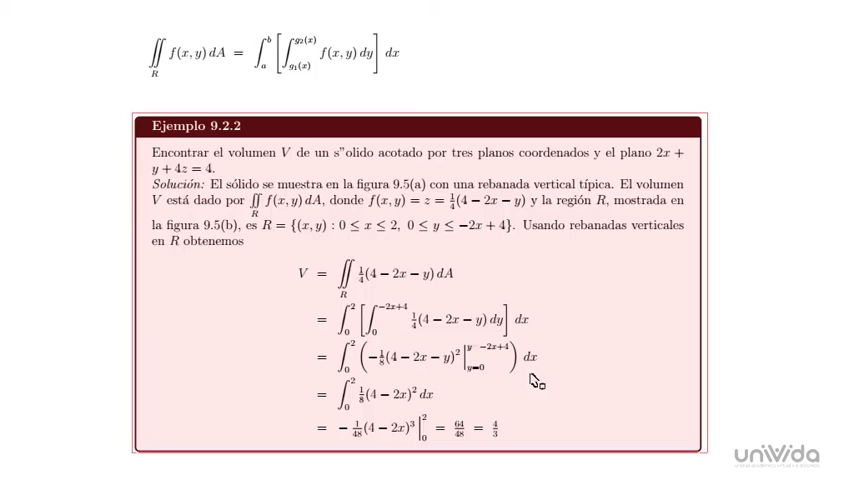 ∬_R f(x, y) dA = ∫_a^b [∫_{g₁(x)}^{g₂(x)} f(x, y) dy] dx
Ejemplo 9.2.2
Encontrar el volumen V de un s"olido acotado por tres planos coordenados y el plano 2x +
y + 4z = 4.
Solución: El sólido se muestra en la figura 9.5(a) con una rebanada vertical típica. El volumen
V está dado por ∬_R f(x, y) dA, donde f(x, y) = z = 1/4(4 − 2x − y) y la región R, mostrada en
la figura 9.5(b), es R = {(x, y) : 0 ≤ x ≤ 2, 0 ≤ y ≤ −2x + 4}. Usando rebanadas verticales
en R obtenemos
V = ∬_R 1/4(4 − 2x − y) dA
= ∫_0^2 [∫_0^{−2x+4} 1/4(4 − 2x − y) dy] dx
= ∫_0^2 (−1/8(4 − 2x − y)² |_{y=0}^{y=−2x+4}) dx
= ∫_0^2 1/8(4 − 2x)² dx
= − 1/48(4 − 2x)³ |_0^2 = 64/48 = 4/3
uniVida